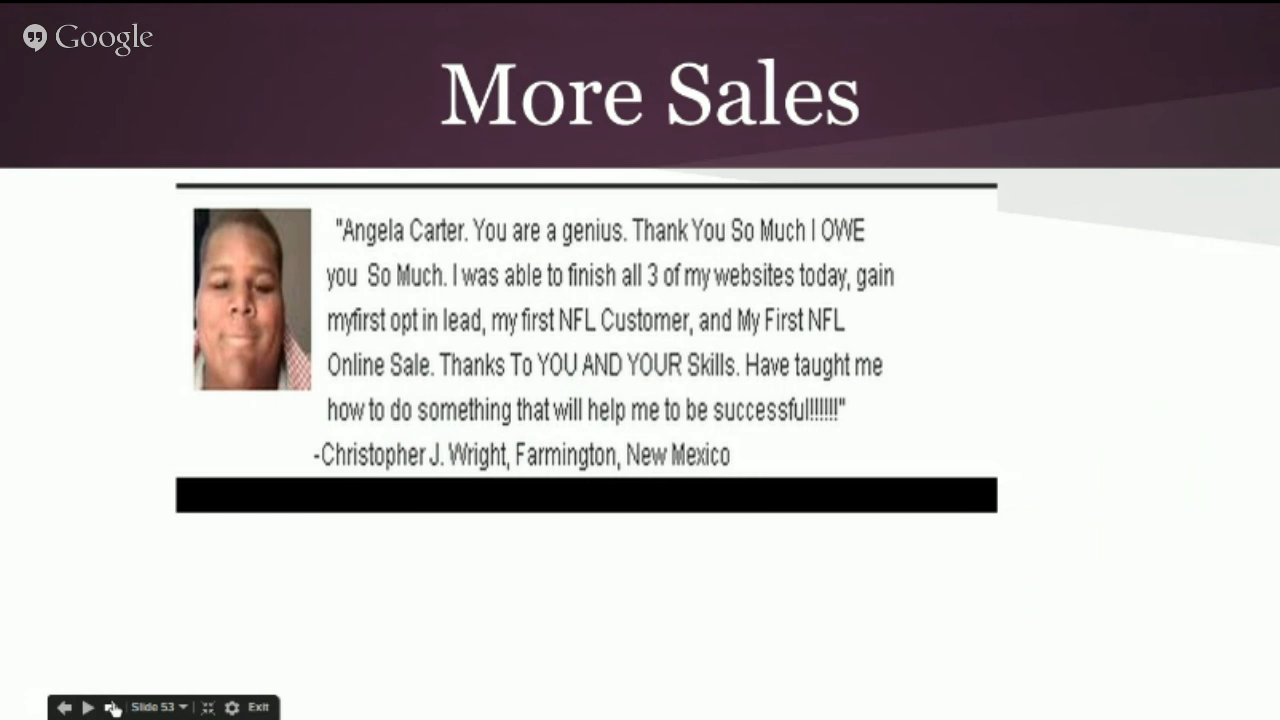 Google
More Sales
"Angela Carter. You are a genius. Thank You So Much I OWE
you So Much. I was able to finish all 3 of my websites today, gain
myfirst opt in lead, my first NFL Customer, and My First NFL
Online Sale. Thanks To YOU AND YOUR Skills. Have taught me
how to do something that will help me to be successful!!!!!!!"
-Christopher J. Wright, Farmington, New Mexico
Slide 53 Exit